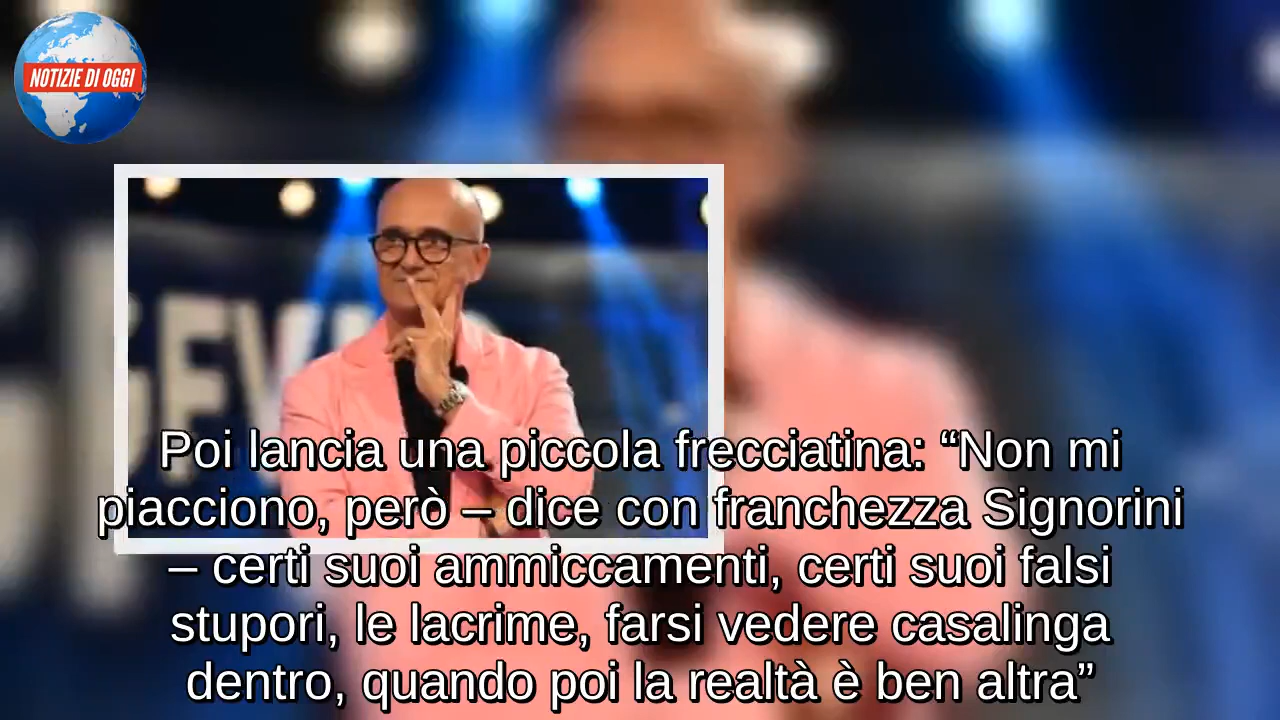 NOTIZIE DI OGGI
Poi lancia una piccola frecciatina: “Non mi
piacciono, però – dice con franchezza Signorini
– certi suoi ammiccamenti, certi suoi falsi
stupori, le lacrime, farsi vedere casalinga
dentro, quando poi la realtà è ben altra”